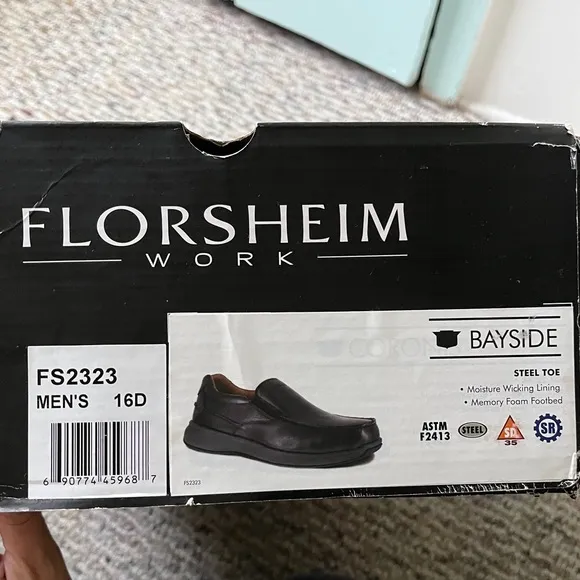 FLORSHEIM
WORK
BAYSIDE
STEEL TOE
• Moisture Wicking Lining
• Memory Foam Footbed
FS2323
MEN'S 16D
ASTM
F2413
STEEL
SD
35
SR
6 90774 45968 7
FS2323